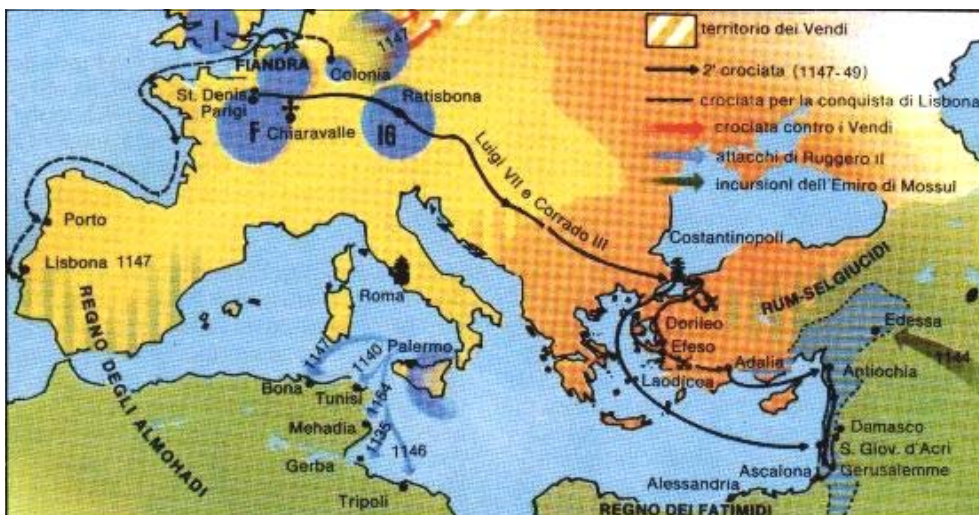 territorio dei Vendi
2ª crociata (1147-49)
crociata per la conquista di Lisbona
crociata contro i Vendi
attacchi di Ruggero II
incursioni dell'Emiro di Mossul
I
1147
FIANDRA
Colonia
St. Denis
Parigi
F
Chiaravalle
Ratisbona
IG
Luigi VII e Corrado III
Porto
Lisbona 1147
Costantinopoli
Roma
RUM-SELGIUCIDI
REGNO
DEGLI ALMOHADI
Dorileo
Edessa
Efeso
Palermo
1147
1140
Adalia
1144
Bona
Tunisi
Laodicea
Antiochia
Mehadia
1135
1146
Damasco
S. Giov. d'Acri
Gerba
Ascalona
Gerusalemme
Tripoli
Alessandria
REGNO DEI FATIMIDI